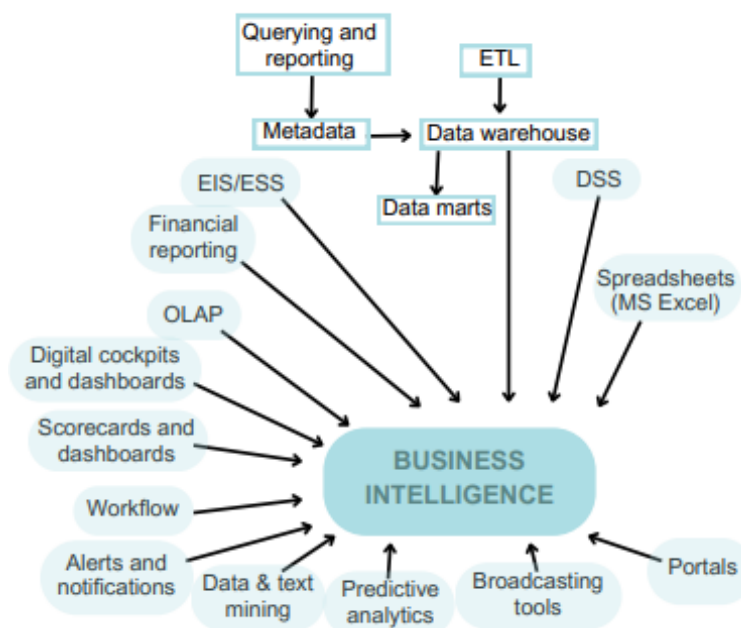 Querying and
reporting
ETL
Metadata
Data warehouse
EIS/ESS
DSS
Data marts
Financial
reporting
Spreadsheets
(MS Excel)
OLAP
Digital cockpits
and dashboards
Scorecards and
dashboards
BUSINESS
INTELLIGENCE
Workflow
Alerts and
notifications
Data & text
mining
Predictive
analytics
Broadcasting
tools
Portals